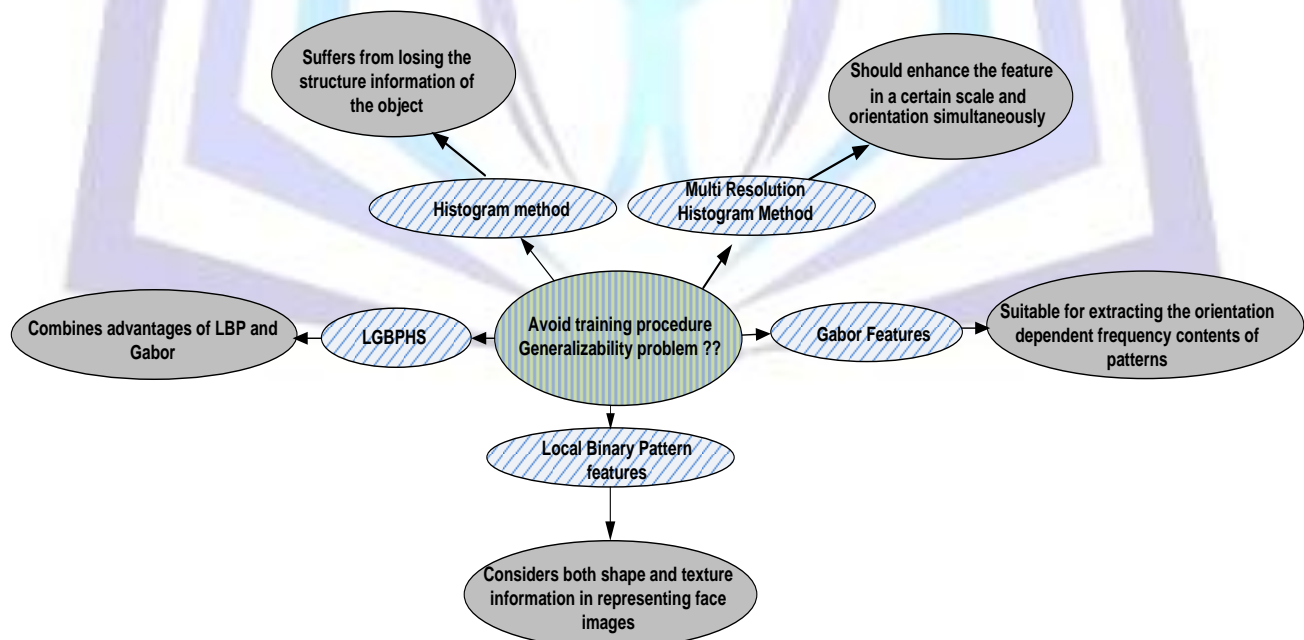 Suffers from losing the
structure information of
the object
Should enhance the feature
in a certain scale and
orientation simultaneously
Histogram method
Multi Resolution
Histogram Method
Combines advantages of LBP and
Gabor
LGBPHS
Avoid training procedure
Generalizability problem ??
Gabor Features
Suitable for extracting the orientation
dependent frequency contents of
patterns
Local Binary Pattern
features
Considers both shape and texture
information in representing face
images